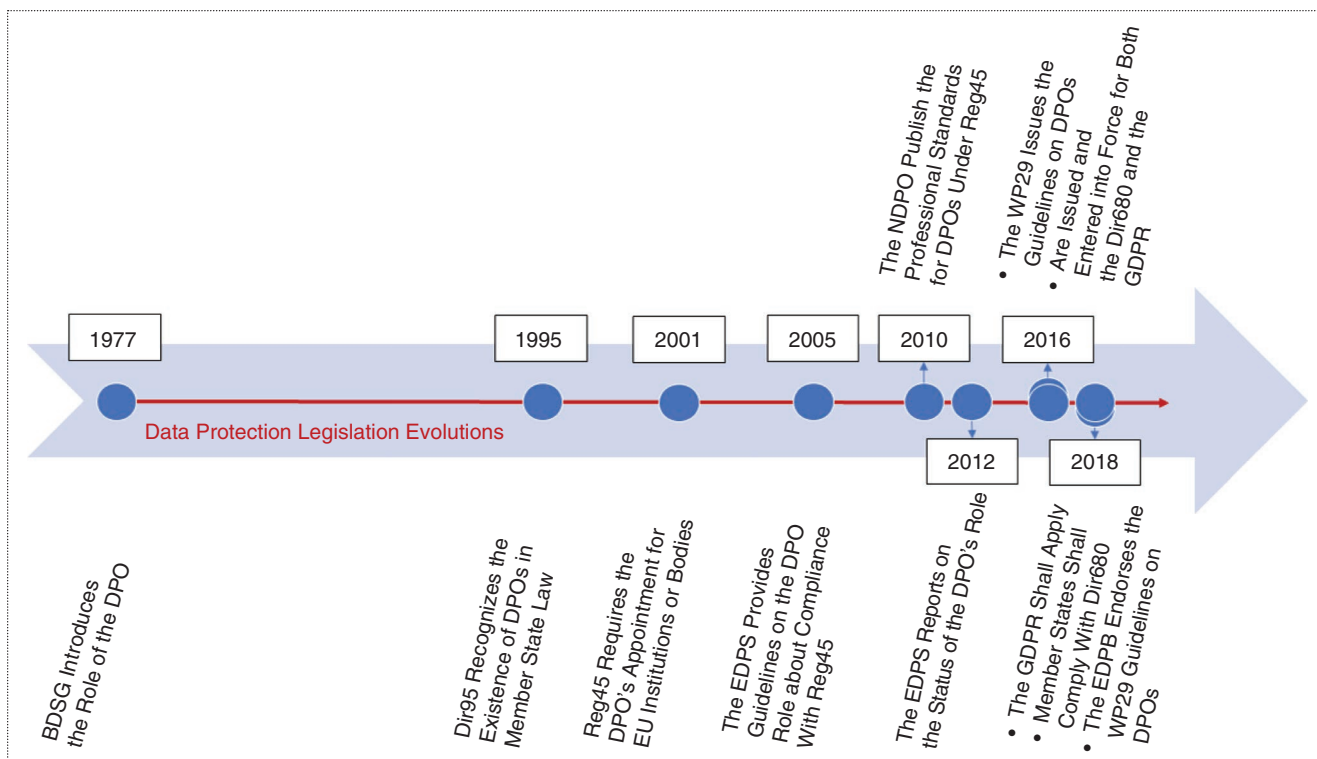 The NDPO Publish the
Professional Standards
for DPOs Under Reg45
• The WP29 Issues the
Guidelines on DPOs
• Are Issued and
Entered into Force for Both
the Dir680 and the
GDPR
1977
1995
2001
2005
2010
2016
Data Protection Legislation Evolutions
2012
2018
BDSG Introduces
the Role of the DPO
Dir95 Recognizes the
Existence of DPOs in
Member State Law
Reg45 Requires the
DPO's Appointment for
EU Institutions or Bodies
The EDPS Provides
Guidelines on the DPO
Role about Compliance
With Reg45
The EDPS Reports on
the Status of the DPO's Role
• The GDPR Shall Apply
• Member States Shall
Comply With Dir680
• The EDPB Endorses the
WP29 Guidelines on
DPOs